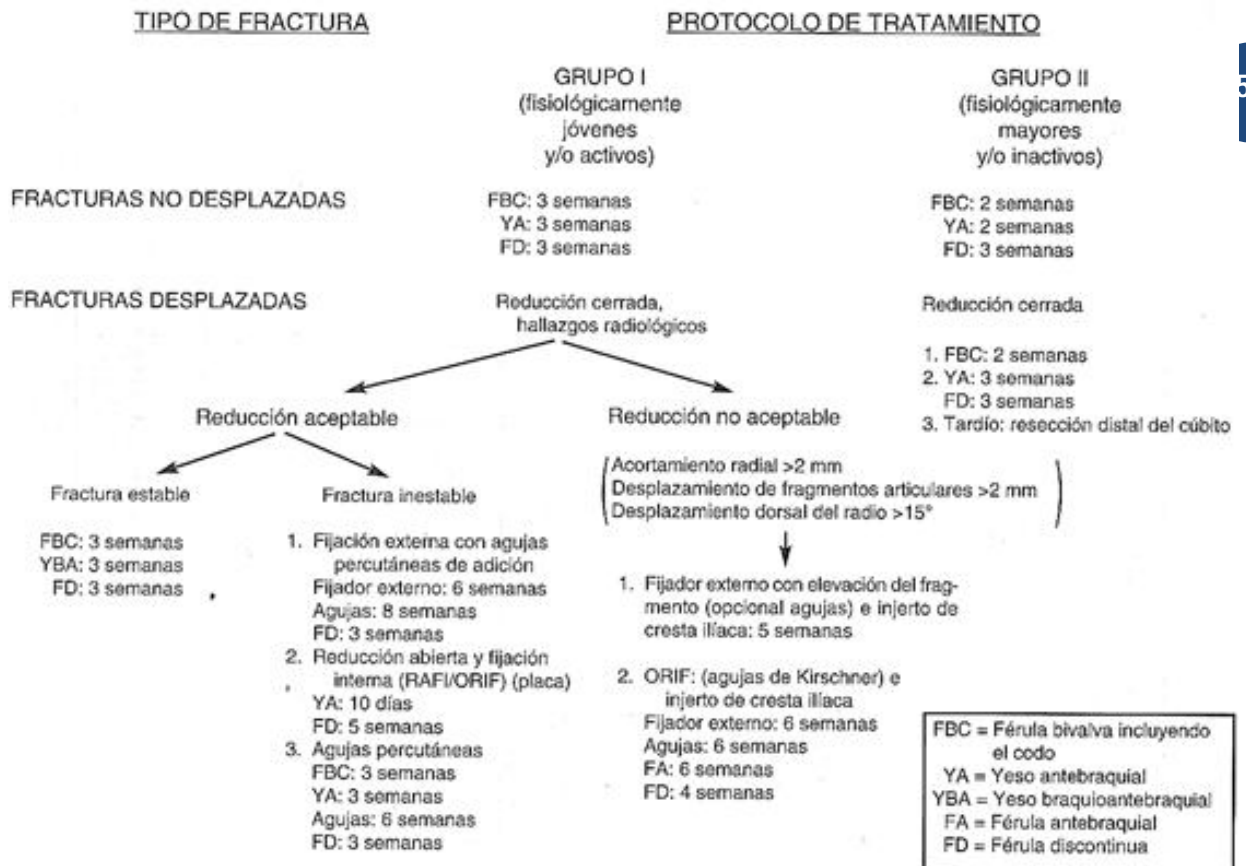 TIPO DE FRACTURA
PROTOCOLO DE TRATAMIENTO
5
GRUPO I
(fisiológicamente
jóvenes
y/o activos)
GRUPO II
(fisiológicamente
mayores
y/o inactivos)
FRACTURAS NO DESPLAZADAS
FBC: 3 semanas
YA: 3 semanas
FD: 3 semanas
FBC: 2 semanas
YA: 2 semanas
FD: 3 semanas
FRACTURAS DESPLAZADAS
Reducción cerrada,
hallazgos radiológicos
Reducción cerrada
1. FBC: 2 semanas
2. YA: 3 semanas
FD: 3 semanas
3. Tardío: resección distal del cúbito
Reducción aceptable
Reducción no aceptable
(Acortamiento radial >2 mm
Desplazamiento de fragmentos articulares >2 mm
Desplazamiento dorsal del radio >15°)
Fractura estable
FBC: 3 semanas
YBA: 3 semanas
FD: 3 semanas
Fractura inestable
1. Fijación externa con agujas
percutáneas de adición
Fijador externo: 6 semanas
Agujas: 8 semanas
FD: 3 semanas
2. Reducción abierta y fijación
interna (RAFI/ORIF) (placa)
YA: 10 días
FD: 5 semanas
3. Agujas percutáneas
FBC: 3 semanas
YA: 3 semanas
Agujas: 6 semanas
FD: 3 semanas
1. Fijador externo con elevación del frag-
mento (opcional agujas) e injerto de
cresta ilíaca: 5 semanas
2. ORIF: (agujas de Kirschner) e
injerto de cresta ilíaca
Fijador externo: 6 semanas
Agujas: 6 semanas
FA: 6 semanas
FD: 4 semanas
FBC = Férula bivalva incluyendo
el codo
YA = Yeso antebraquial
YBA = Yeso braquioantebraquial
FA = Férula antebraquial
FD = Férula discontinua